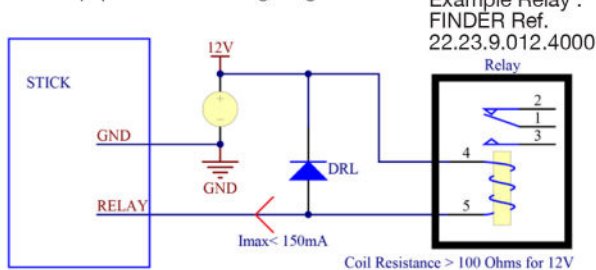 Example Relay :
FINDER Ref.
22.23.9.012.4000
Relay
12V
STICK
2
1
3
GND
4
DRL
GND
RELAY
5
Imax< 150mA
Coil Resistance > 100 Ohms for 12V